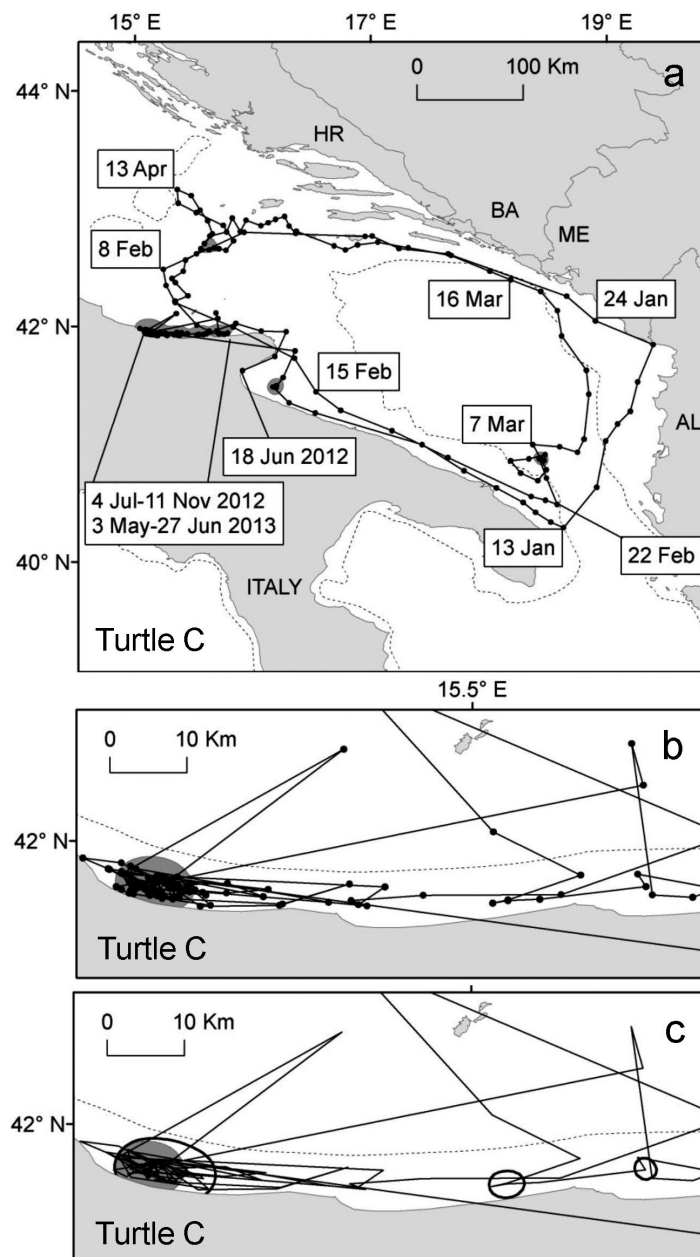 15° E 17° E 19° E
a
0 100 Km
44° N
HR
13 Apr
BA
ME
8 Feb
16 Mar
24 Jan
42° N
15 Feb
AL
7 Mar
18 Jun 2012
4 Jul-11 Nov 2012
3 May-27 Jun 2013
13 Jan
22 Feb
40° N
ITALY
Turtle C
15.5° E
b
0 10 Km
42° N
Turtle C
c
0 10 Km
42° N
Turtle C